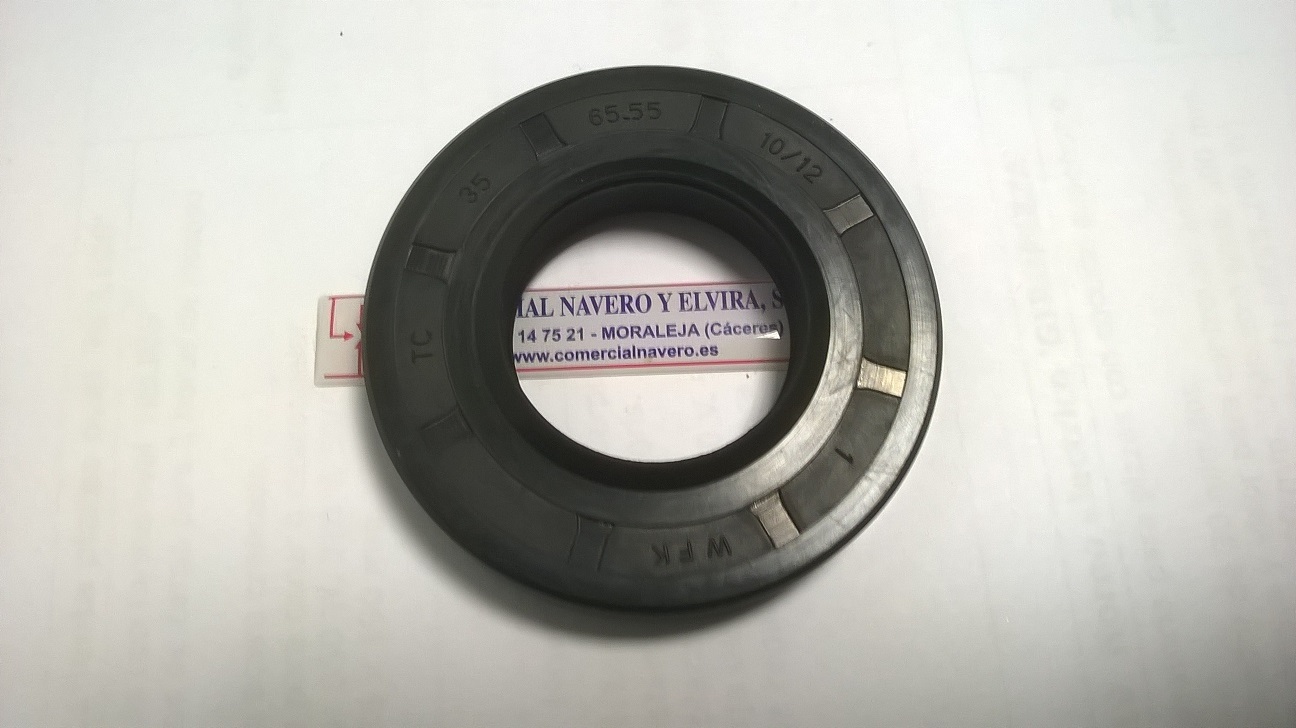 TC
35
65.55
10/12
1
WFK
IAL NAVERO Y ELVIRA, S
14 75 21 - MORALEJA (Cáceres)
www.comercialnavero.es